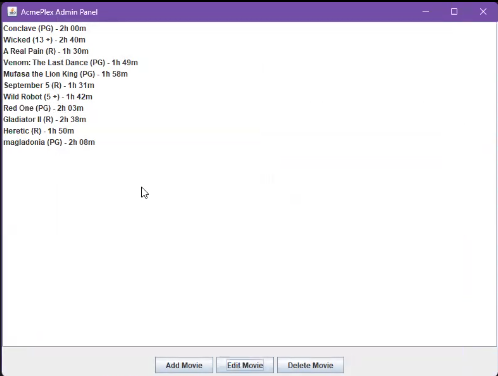 AcmePlex Admin Panel
Conclave (PG) - 2h 00m
Wicked (13 +) - 2h 40m
A Real Pain (R) - 1h 30m
Venom: The Last Dance (PG) - 1h 49m
Mufasa the Lion King (PG) - 1h 58m
September 5 (R) - 1h 31m
Wild Robot (5 +) - 1h 42m
Red One (PG) - 2h 03m
Gladiator II (R) - 2h 38m
Heretic (R) - 1h 50m
magladonia (PG) - 2h 08m
Add Movie
Edit Movie
Delete Movie